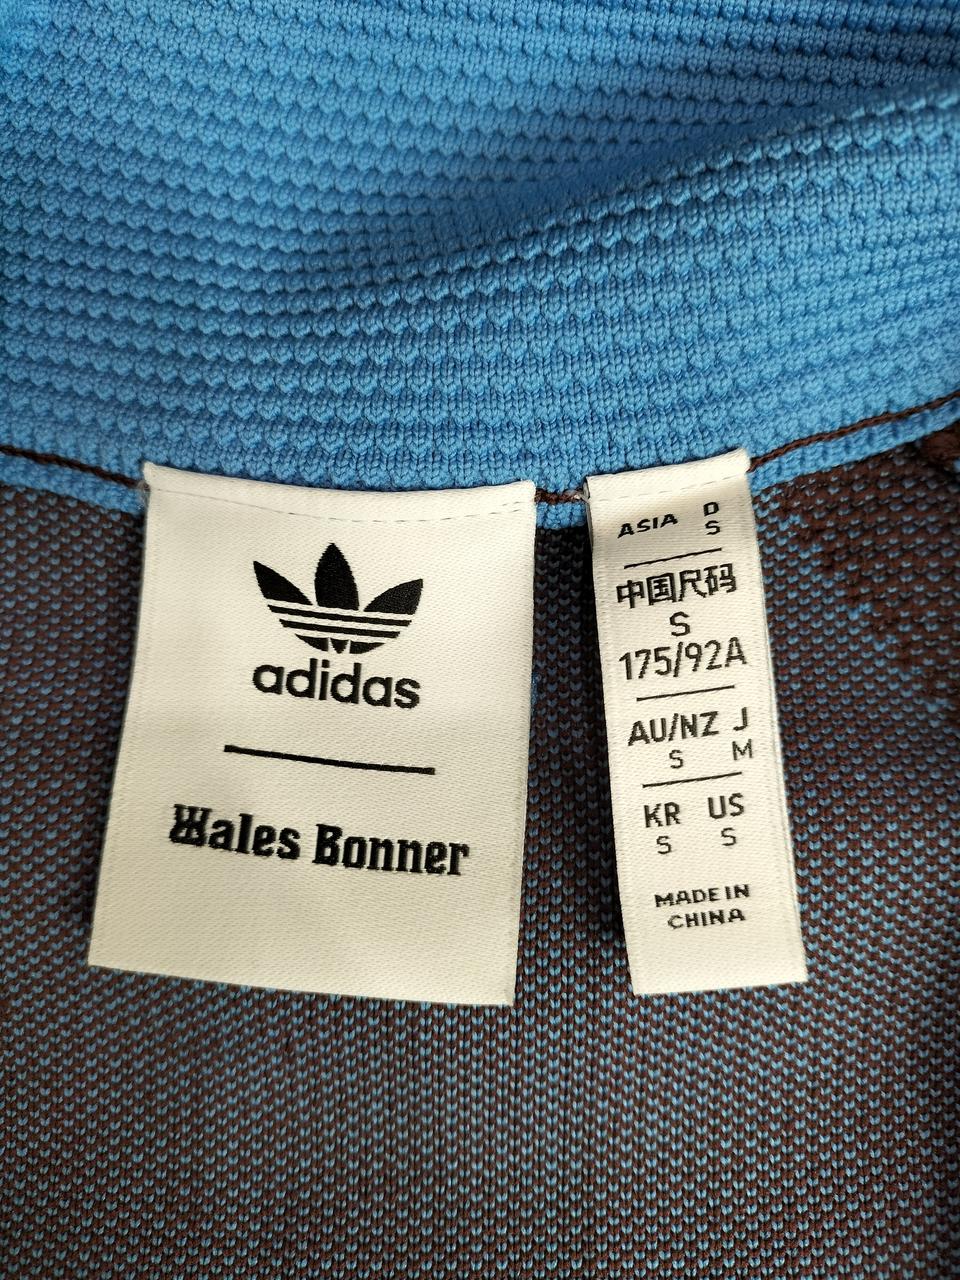 adidas
Wales Bonner
ASIA D
S
中国尺码
S
175/92A
AU/NZ J
S M
KR US
S S
MADE IN
CHINA